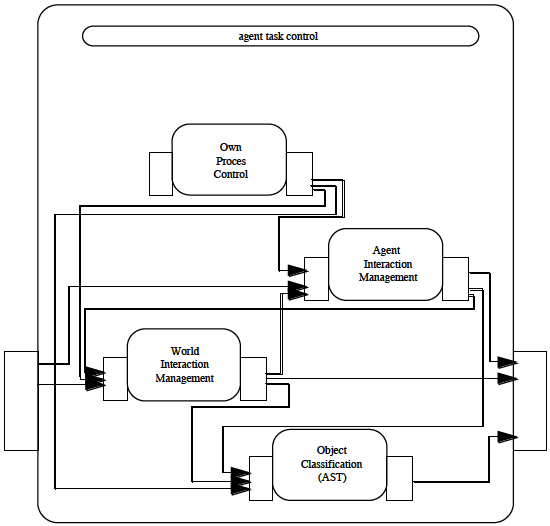 agent task control
Own
Proces
Control
Agent
Interaction
Management
World
Interaction
Management
Object
Classification
(AST)